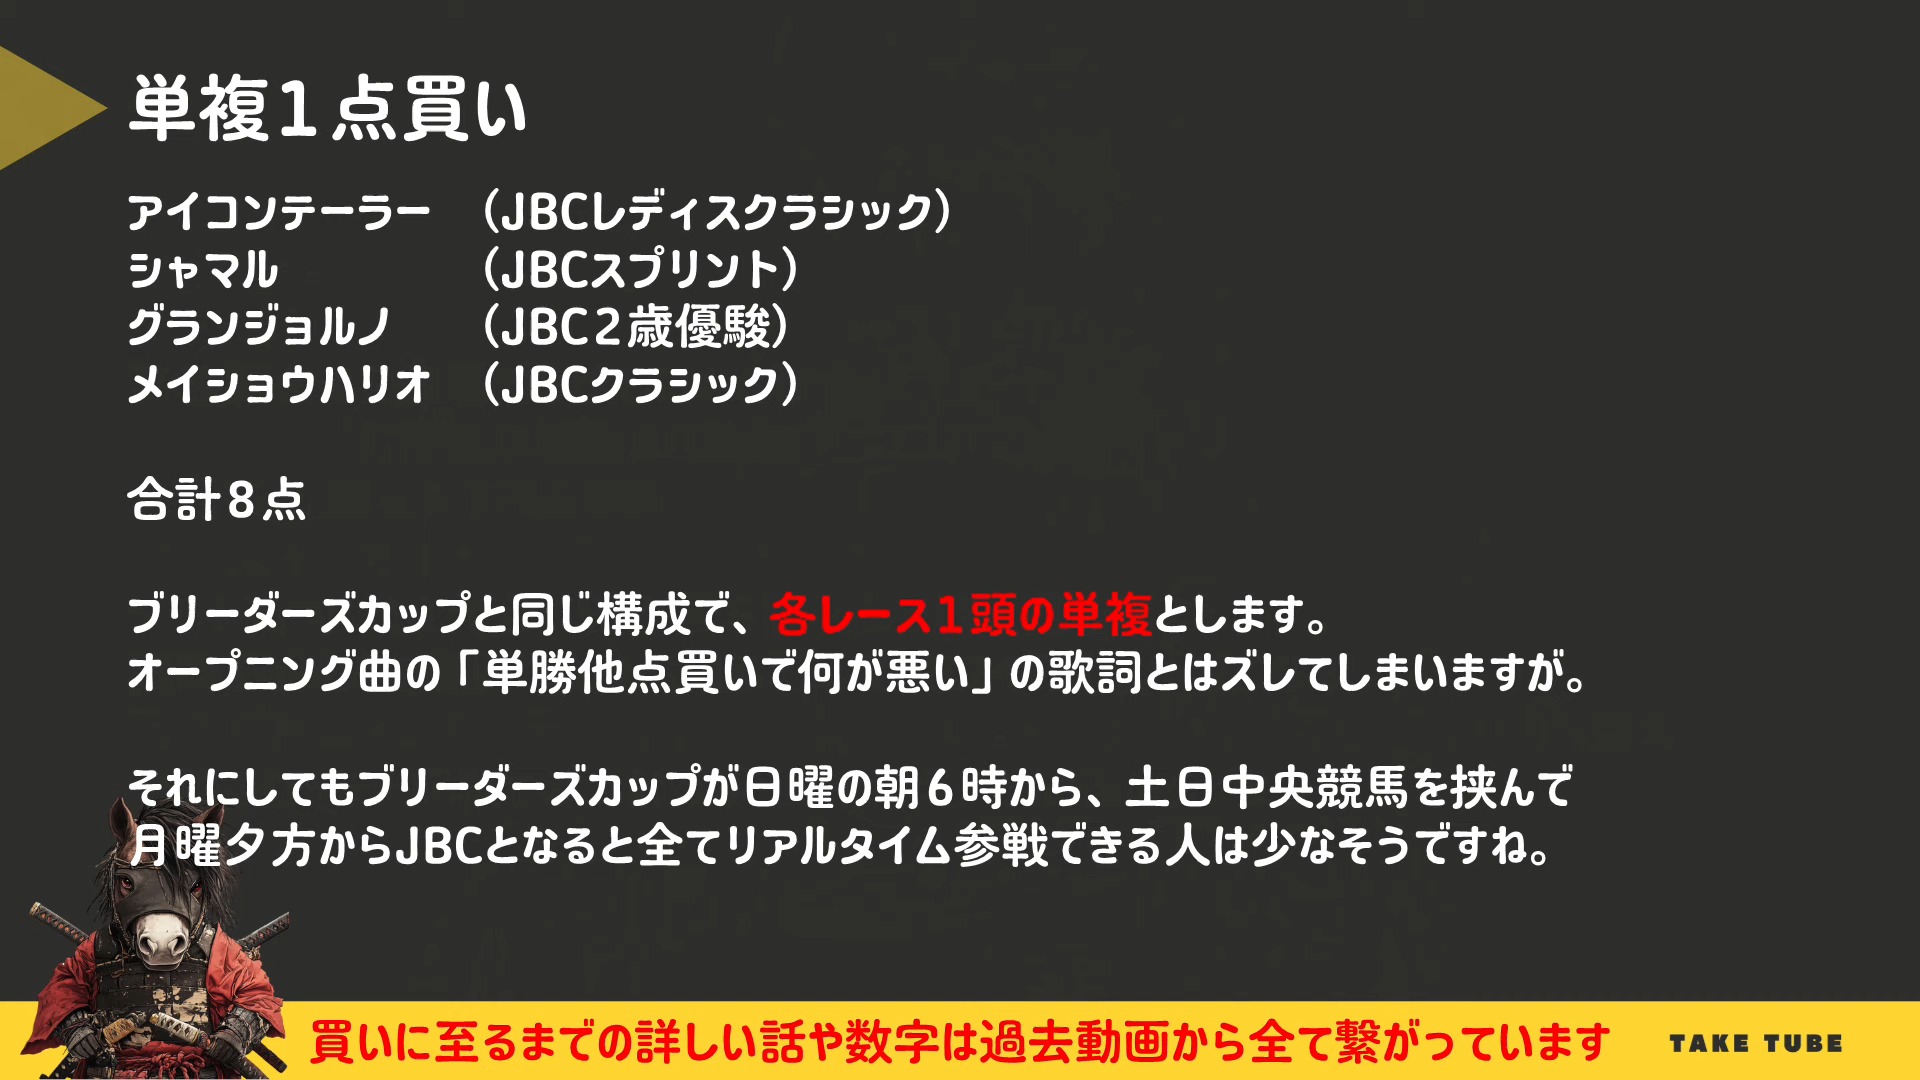 単複１点買い
アイコンテーラー　（JBCレディスクラシック）
シャマル　（JBCスプリント）
グランジョルノ　（JBC２歳優駿）
メイショウハリオ　（JBCクラシック）
合計８点
ブリーダーズカップと同じ構成で、各レース１頭の単複とします。
オープニング曲の「単勝他点買いで何が悪い」の歌詞とはズレてしまいますが。
それにしてもブリーダーズカップが日曜の朝６時から、土日中央競馬を挟んで
月曜夕方からJBCとなると全てリアルタイム参戦できる人は少なそうですね。
買いに至るまでの詳しい話や数字は過去動画から全て繋がっています
TAKE TUBE